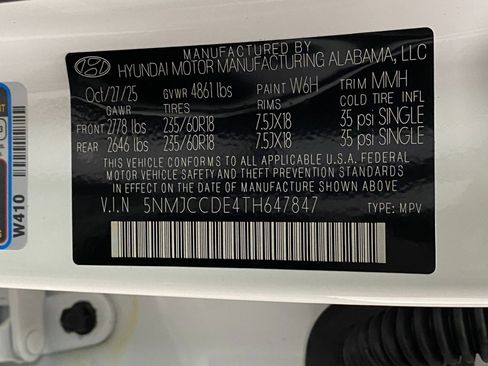 MANUFACTURED BY
HYUNDAI MOTOR MANUFACTURING ALABAMA, LLC
Oct/27/25 GVWR 4861 lbs PAINT W6H TRIM MMH
GAWR TIRES RIMS COLD TIRE INFL
FRONT 2778 lbs 235/60R18 7.5JX18 35 psi SINGLE
REAR 2646 lbs 235/60R18 7.5JX18 35 psi SINGLE
THIS VEHICLE CONFORMS TO ALL APPLICABLE U.S.A. FEDERAL
MOTOR VEHICLE SAFETY AND THEFT PREVENTION STANDARDS
IN EFFECT ON THE DATE OF MANUFACTURE SHOWN ABOVE.
V.I.N 5NMJCCDE4TH647847 TYPE: MPV
W410